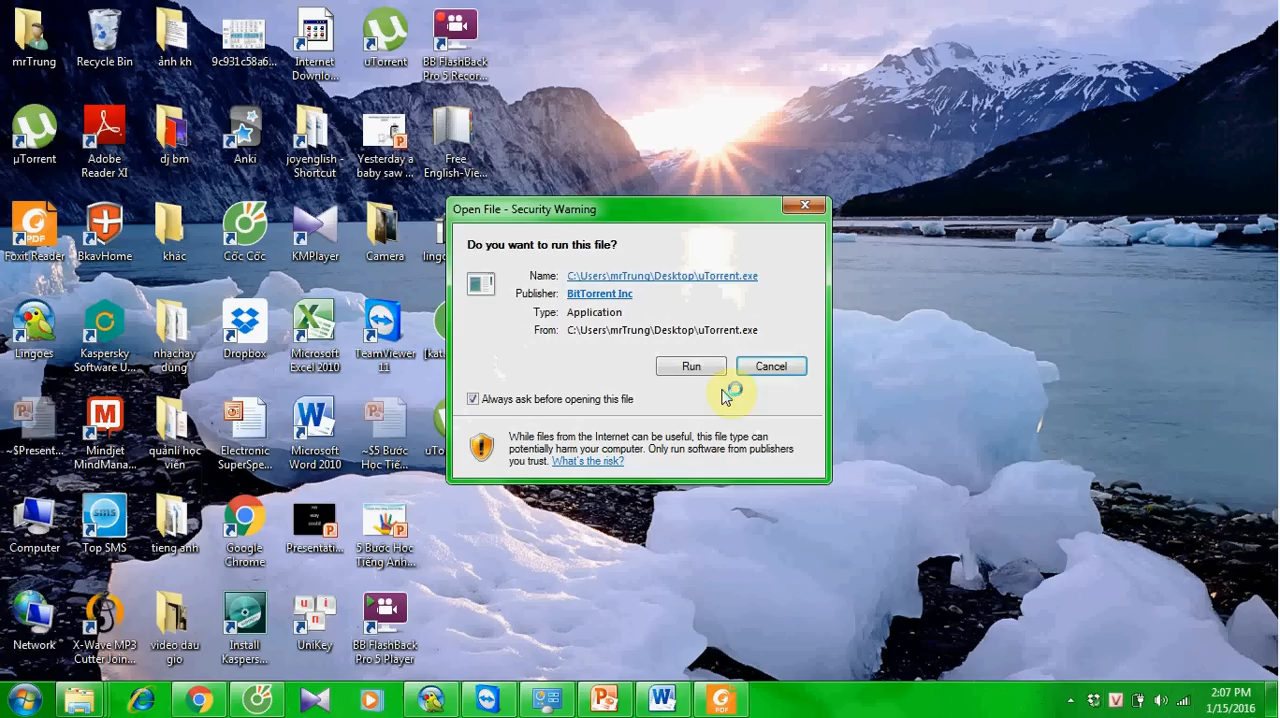 mrTrung
Recycle Bin
ảnh kh
9c931c58a6...
Internet
Downlo...
uTorrent
BB FlashBack
Pro 5 Recor...
µTorrent
Adobe
Reader XI
dj bm
Anki
joyenglish -
Shortcut
Yesterday a
baby saw ...
Free
English-Vie...
Foxit Reader
BkavHome
khác
Cốc Cốc
KMPlayer
Camera
Open File - Security Warning
Do you want to run this file?
Name: C:\Users\mrTrung\Desktop\uTorrent.exe
Publisher: BitTorrent Inc
Type: Application
From: C:\Users\mrTrung\Desktop\uTorrent.exe
Run
Cancel
Always ask before opening this file
While files from the Internet can be useful, this file type can
potentially harm your computer. Only run software from publishers
you trust. What's the risk?
Lingoes
Kaspersky
Software U...
nhachay
dùng
Dropbox
Microsoft
Excel 2010
TeamViewer
11
~$Present...
Mindjet
MindMana...
quảnlí học
viên
Electronic
SuperSpe...
Microsoft
Word 2010
~$5 Bước
Học Tiế...
Computer
Top SMS
tieng anh
Google
Chrome
Presentati...
5 Bước Học
Tiếng Anh...
Network
X-Wave MP3
Cutter Join...
video dau
gio
Install
Kaspers...
UniKey
BB FlashBack
Pro 5 Player
2:07 PM
1/15/2016